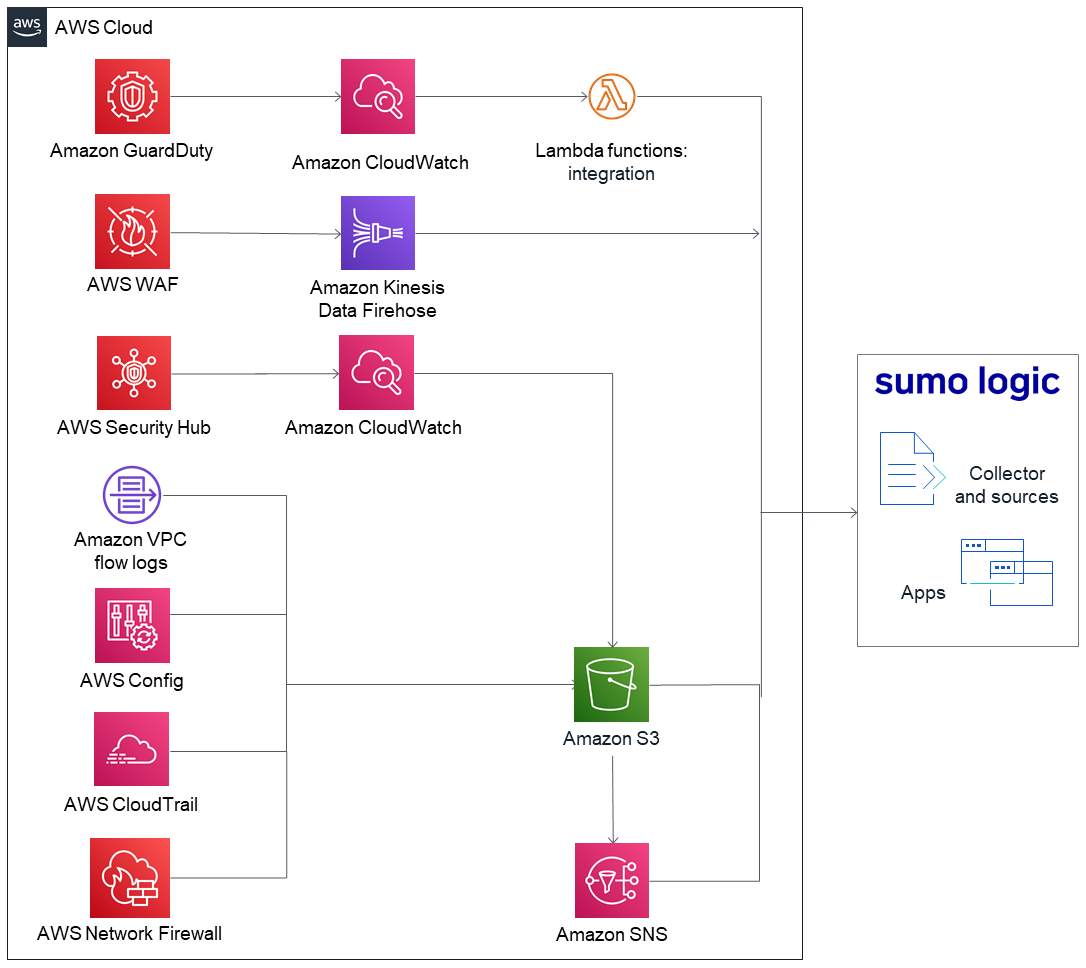 aws
AWS Cloud
Amazon GuardDuty
Amazon CloudWatch
Lambda functions:
integration
AWS WAF
Amazon Kinesis
Data Firehose
AWS Security Hub
Amazon CloudWatch
sumo logic
Collector
and sources
Amazon VPC
flow logs
Apps
AWS Config
Amazon S3
AWS CloudTrail
AWS Network Firewall
Amazon SNS